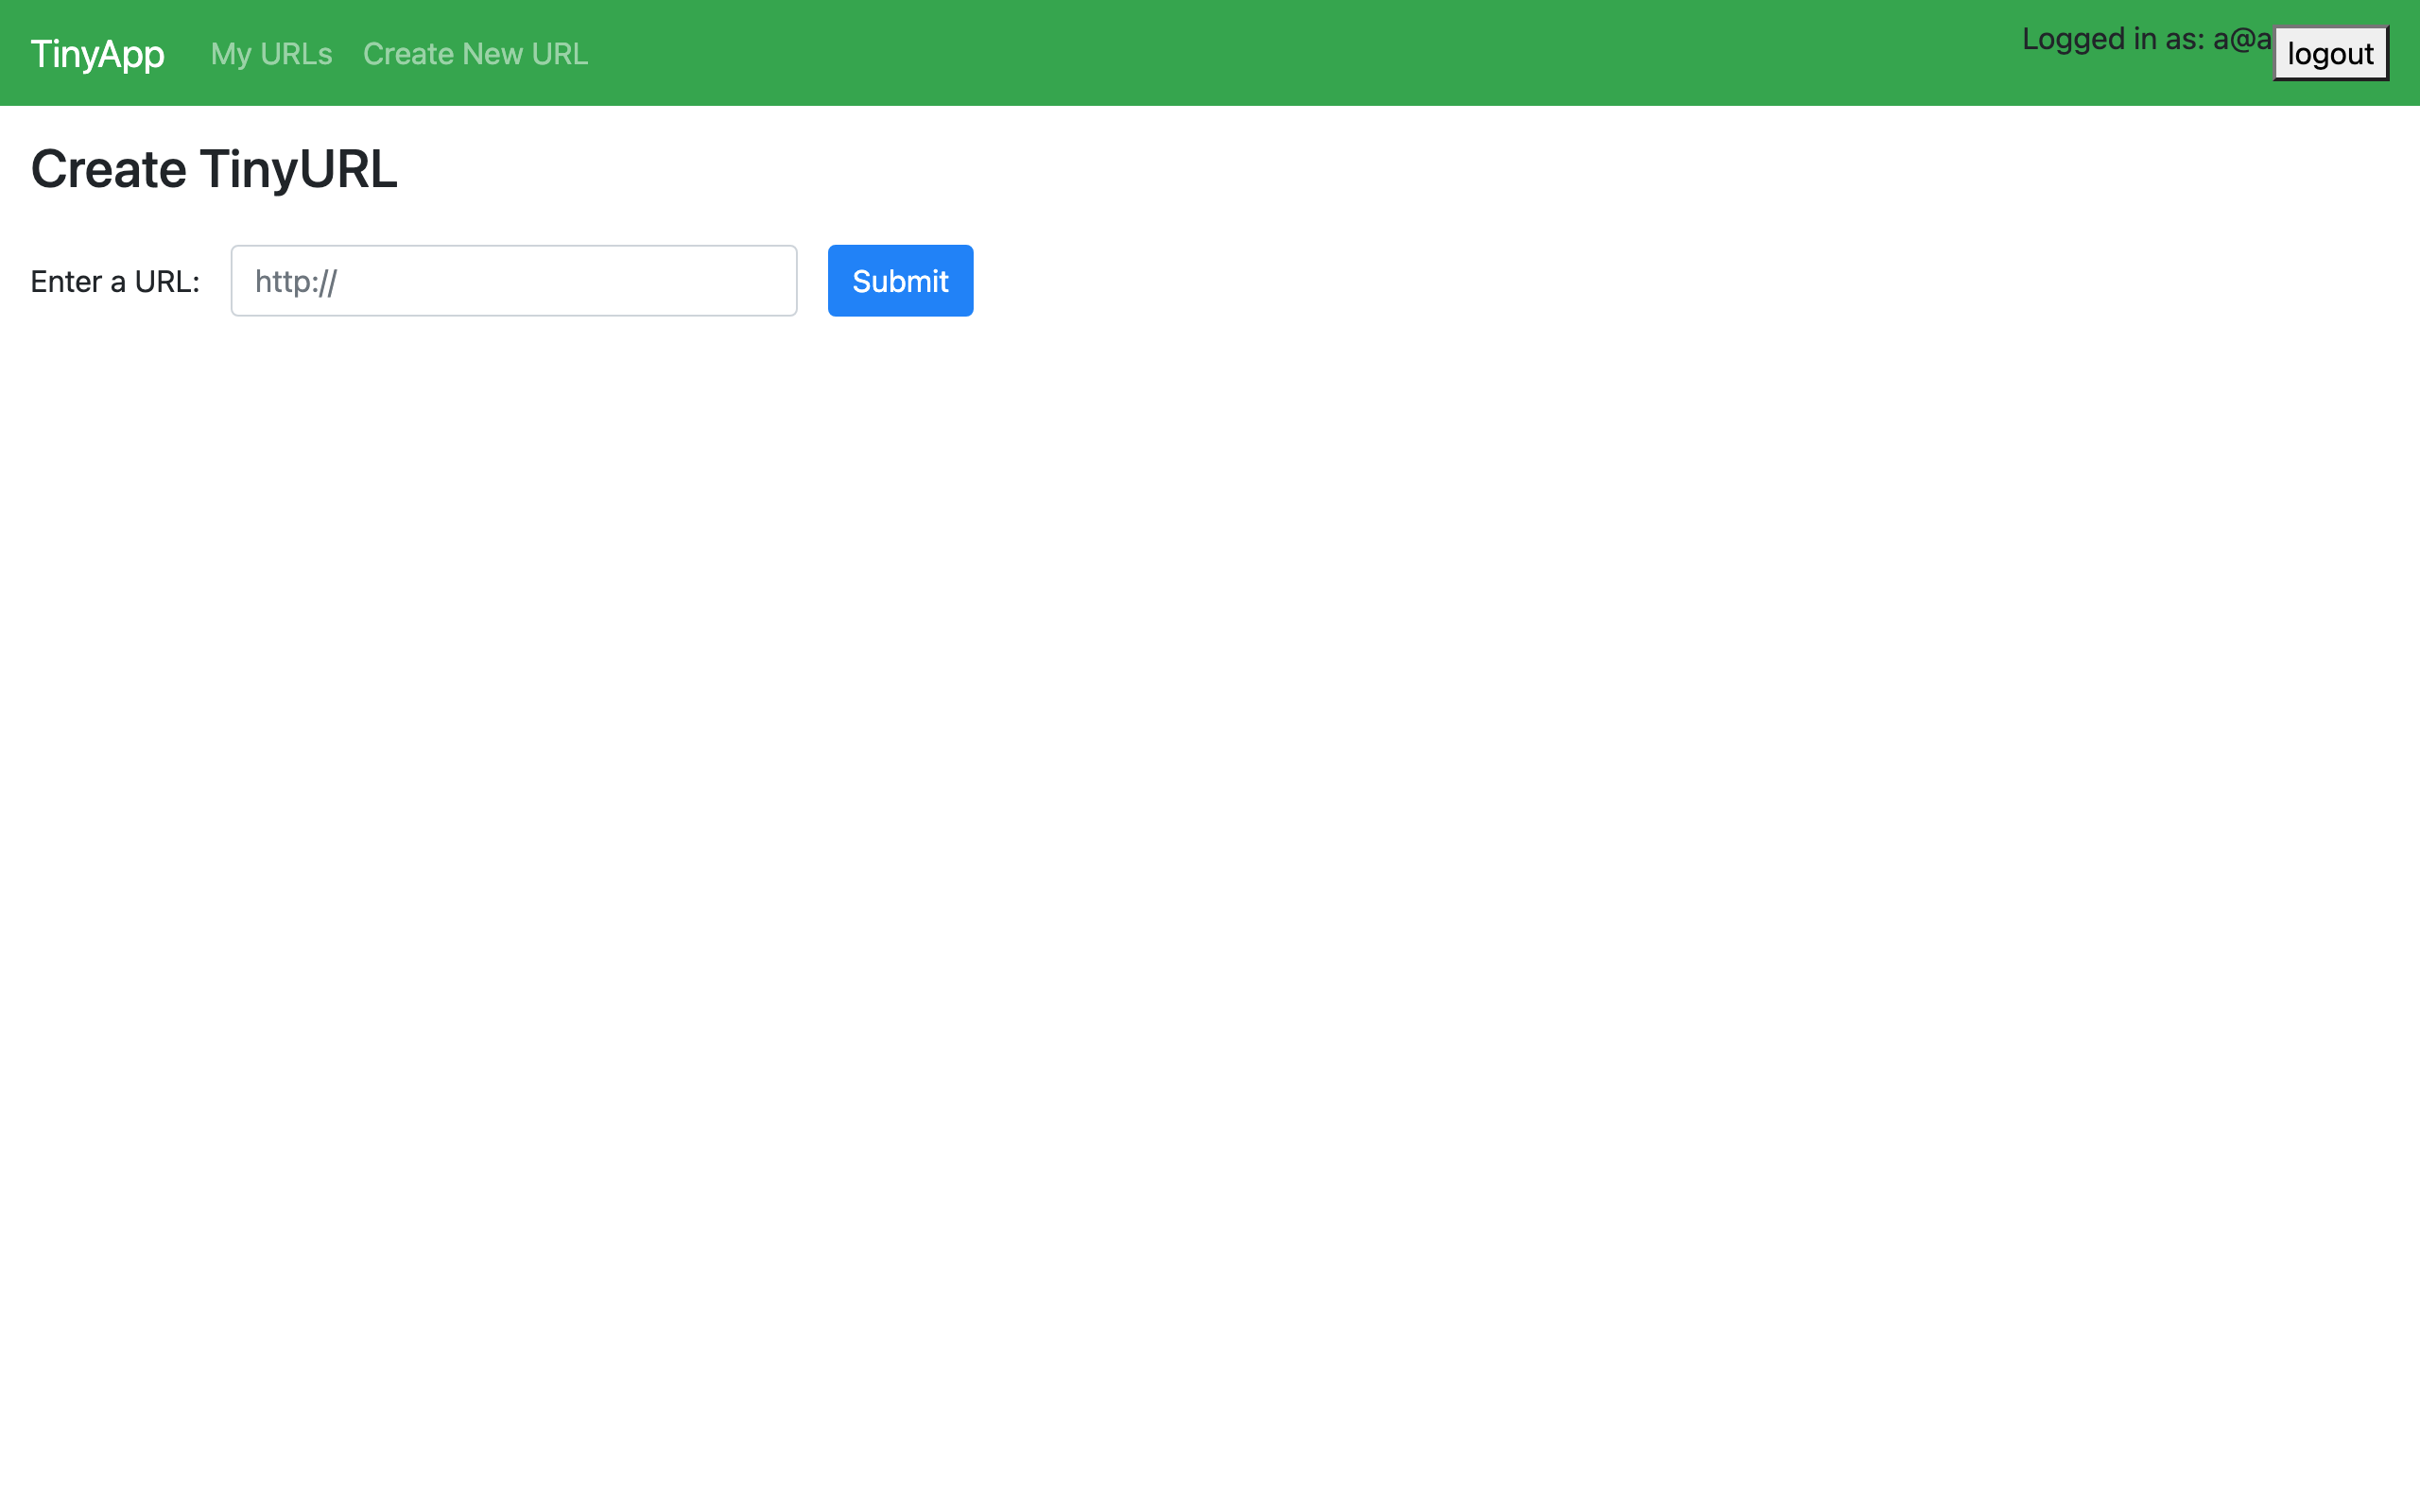 TinyApp My URLs Create New URL Logged in as: a@a logout
Create TinyURL
Enter a URL: http:// Submit